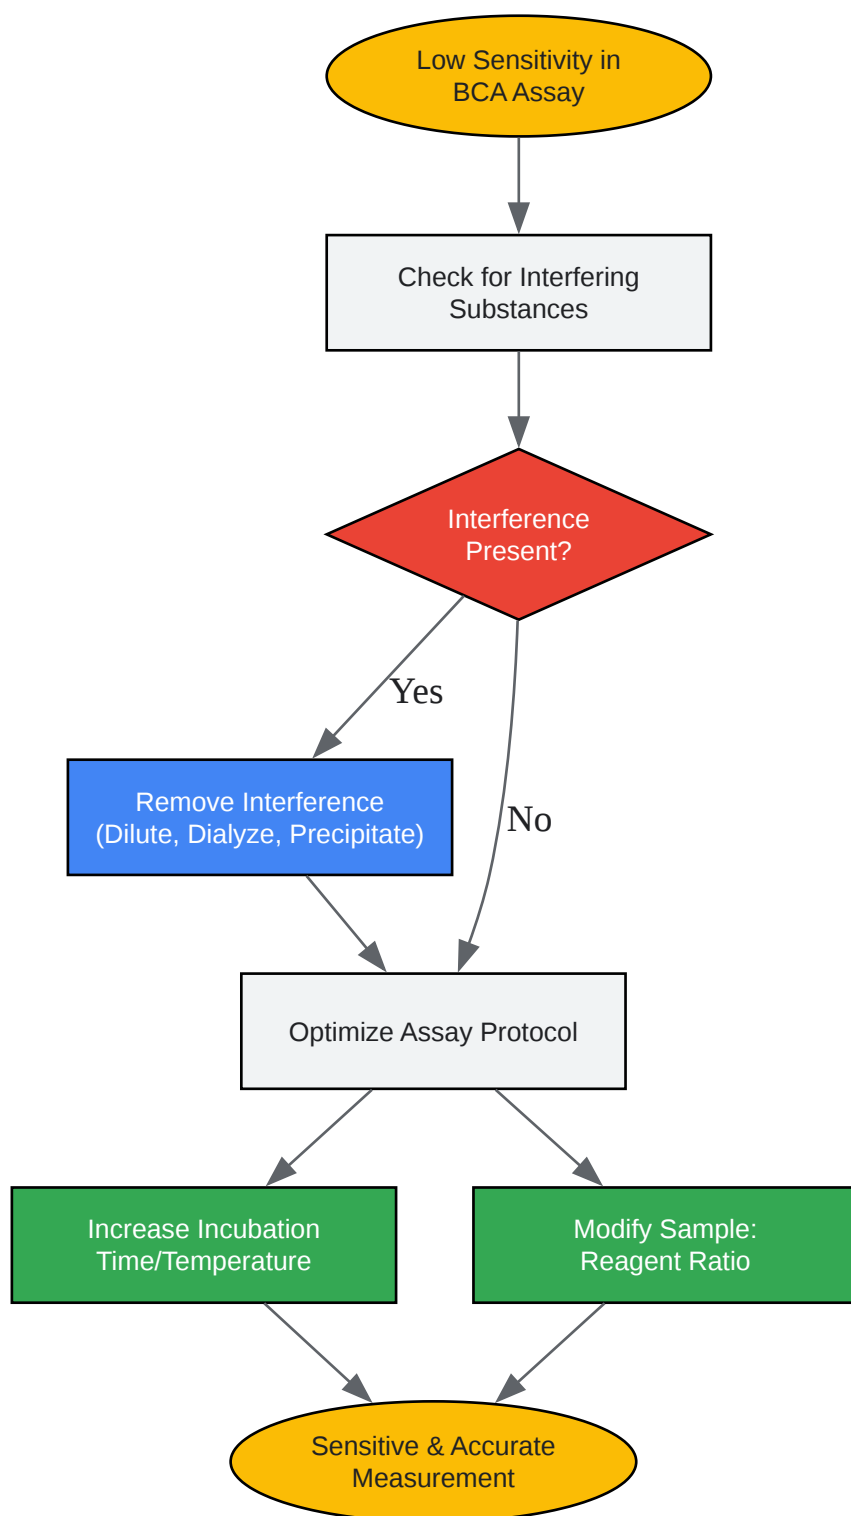 Low Sensitivity in
BCA Assay
Check for Interfering
Substances
Interference
Present?
Yes
Remove Interference
(Dilute, Dialyze, Precipitate)
No
Optimize Assay Protocol
Increase Incubation
Time/Temperature
Modify Sample:
Reagent Ratio
Sensitive & Accurate
Measurement